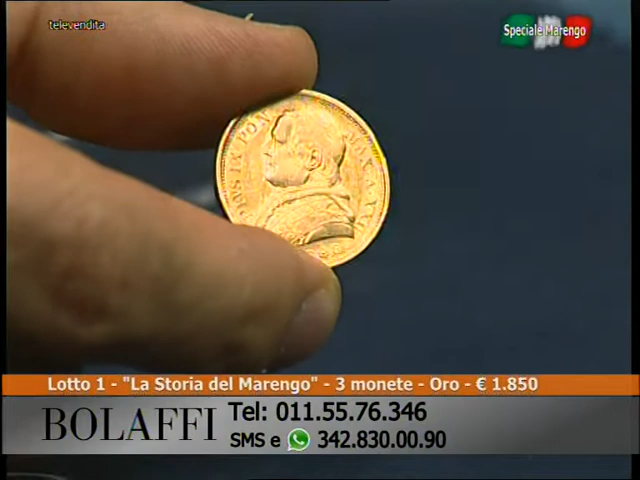 televendita
Speciale Marengo
PIVS IX PON
MAX A XXI
Lotto 1 - "La Storia del Marengo" - 3 monete - Oro - € 1.850
BOLAFFI
Tel: 011.55.76.346
SMS e 342.830.00.90